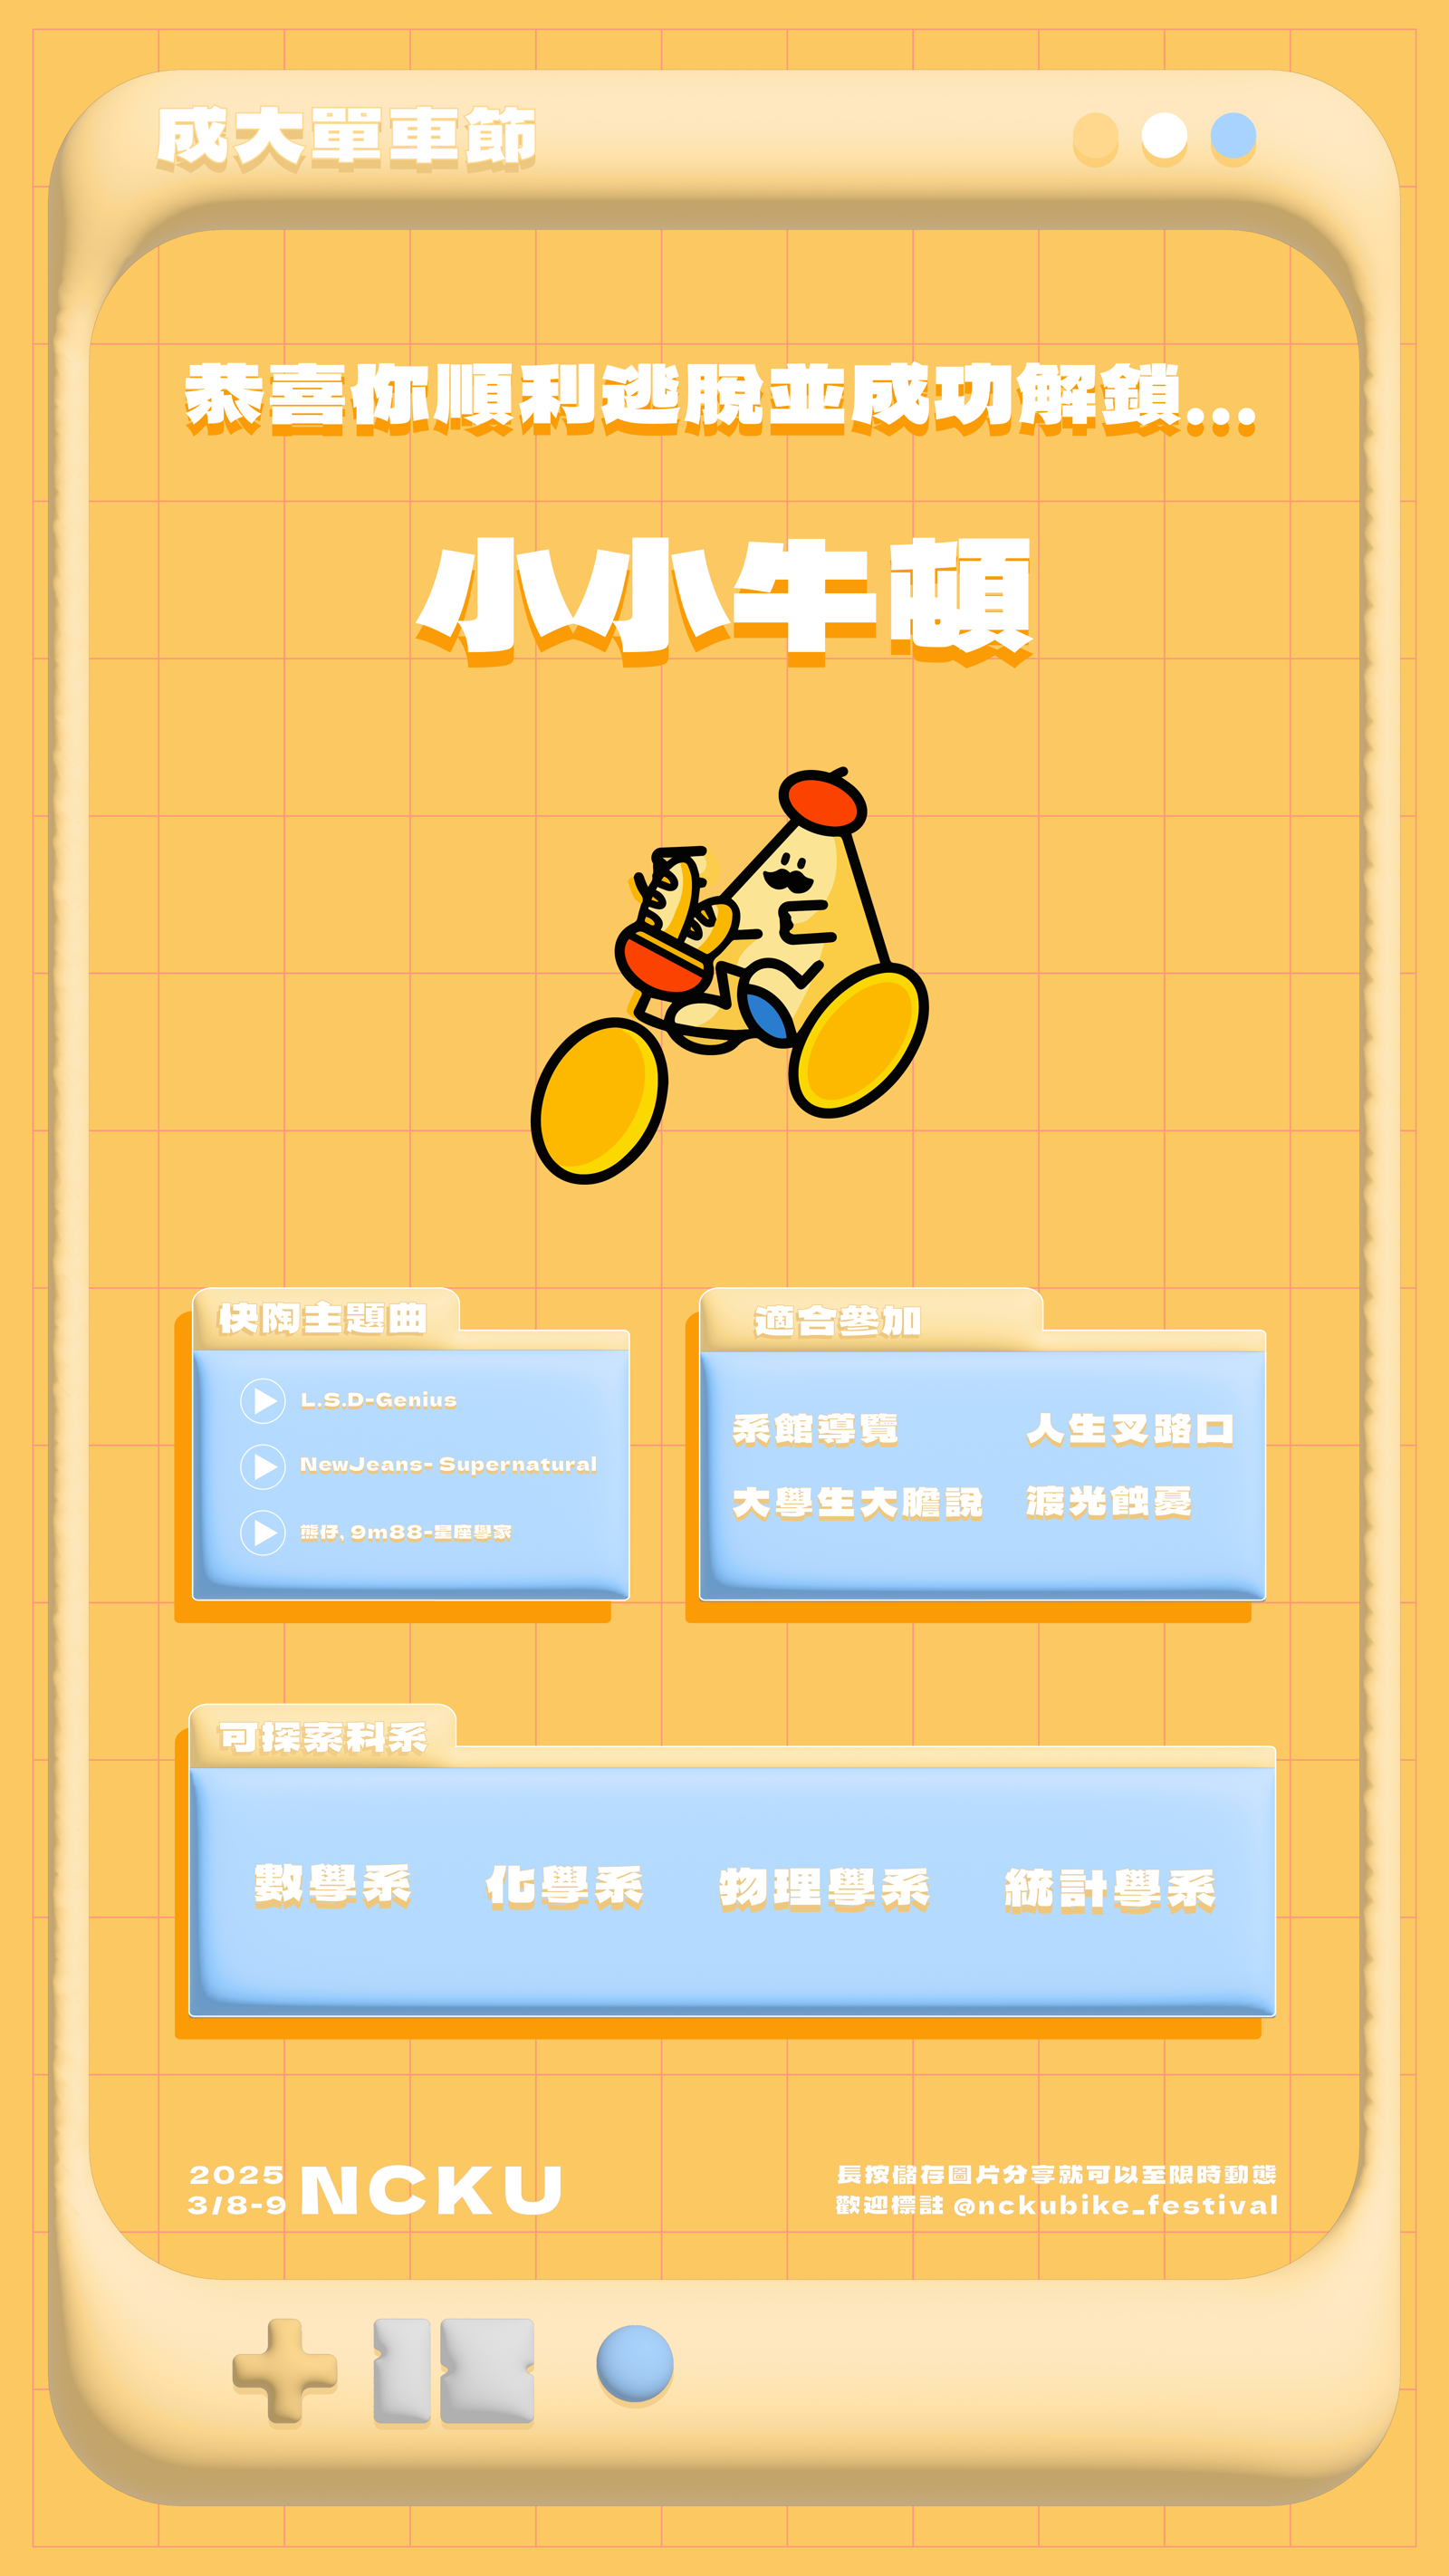 成大單車節
恭喜你順利逃脫並成功解鎖...
小小牛頓
快陶主題曲
L.S.D-Genius
NewJeans- Supernatural
熊仔, 9m88-星座學家
適合參加
系館導覽
人生叉路口
大學生大膽說
渡光蝕憂
可探索科系
數學系
化學系
物理學系
統計學系
2025
3/8-9
NCKU
長按儲存圖片分享就可以至限時動態
歡迎標註 @nckubike_festival